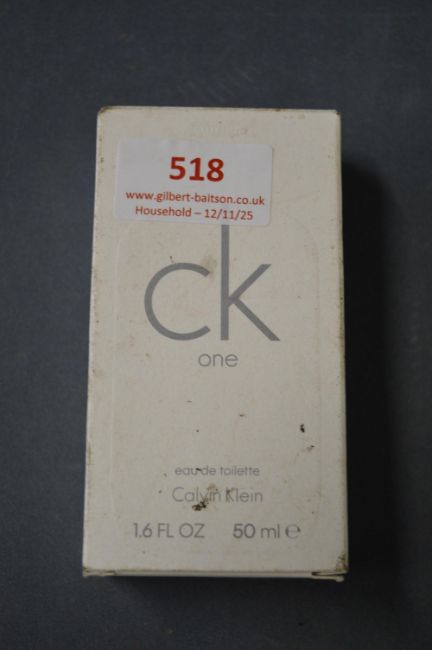 518
www.gilbert-baitson.co.uk
Household – 12/11/25
ck
one
eau de toilette
Calvin Klein
1.6 FL OZ 50 ml ℮